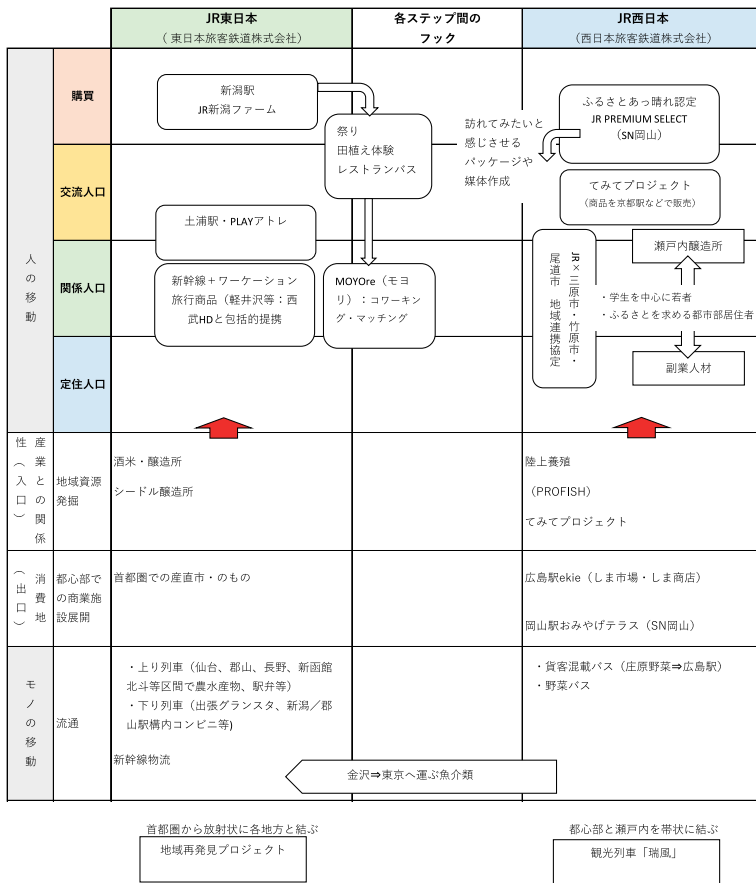 JR東日本
（東日本旅客鉄道株式会社）
各ステップ間の
フック
JR西日本
（西日本旅客鉄道株式会社）
人の移動
購買
新潟駅
JR新潟ファーム
祭り
田植え体験
レストランバス
訪れてみたいと
感じさせる
パッケージや
媒体作成
ふるさとあっ晴れ認定
JR PREMIUM SELECT
（SN岡山）
交流人口
土浦駅・PLAYアトレ
てみてプロジェクト
（商品を京都駅などで販売）
関係人口
新幹線＋ワーケーション
旅行商品（軽井沢等：西
武HDと包括的提携
MOYOre（モヨ
リ）：コワーキ
ング・マッチング
JR×三原市・竹原市・
尾道市　地域連携協定
瀬戸内醸造所
・学生を中心に若者
・ふるさとを求める都市部居住者
副業人材
定住人口
産業との関係
性（入口）
地域資源
発掘
酒米・醸造所
シードル醸造所
陸上養殖
（PROFISH）
てみてプロジェクト
消費地
（出口）
都心部で
の商業施
設展開
首都圏での産直市・のもの
広島駅ekie（しま市場・しま商店）
岡山駅おみやげテラス（SN岡山）
モノの移動
流通
・上り列車（仙台、郡山、長野、新函館
北斗等区間で農水産物、駅弁等）
・下り列車（出張グランスタ、新潟／郡
山駅構内コンビニ等)
新幹線物流
・貨客混載バス（庄原野菜⇒広島駅）
・野菜バス
金沢⇒東京へ運ぶ魚介類
首都圏から放射状に各地方と結ぶ
地域再発見プロジェクト
都心部と瀬戸内を帯状に結ぶ
観光列車「瑞風」